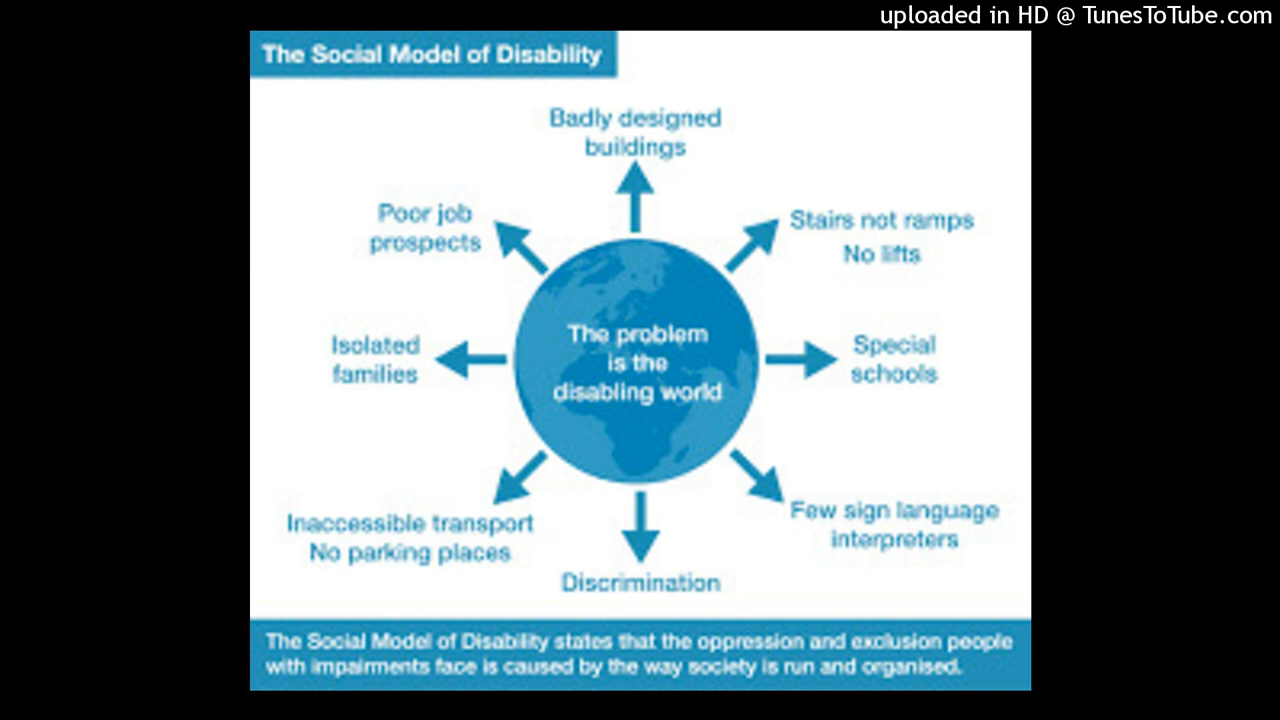 uploaded in HD @ TunesToTube.com
The Social Model of Disability
Badly designed
buildings
Poor job
prospects
Stairs not ramps
No lifts
Isolated
families
The problem
is the
disabling world
Special
schools
Inaccessible transport
No parking places
Few sign language
interpreters
Discrimination
The Social Model of Disability states that the oppression and exclusion people
with impairments face is caused by the way society is run and organised.